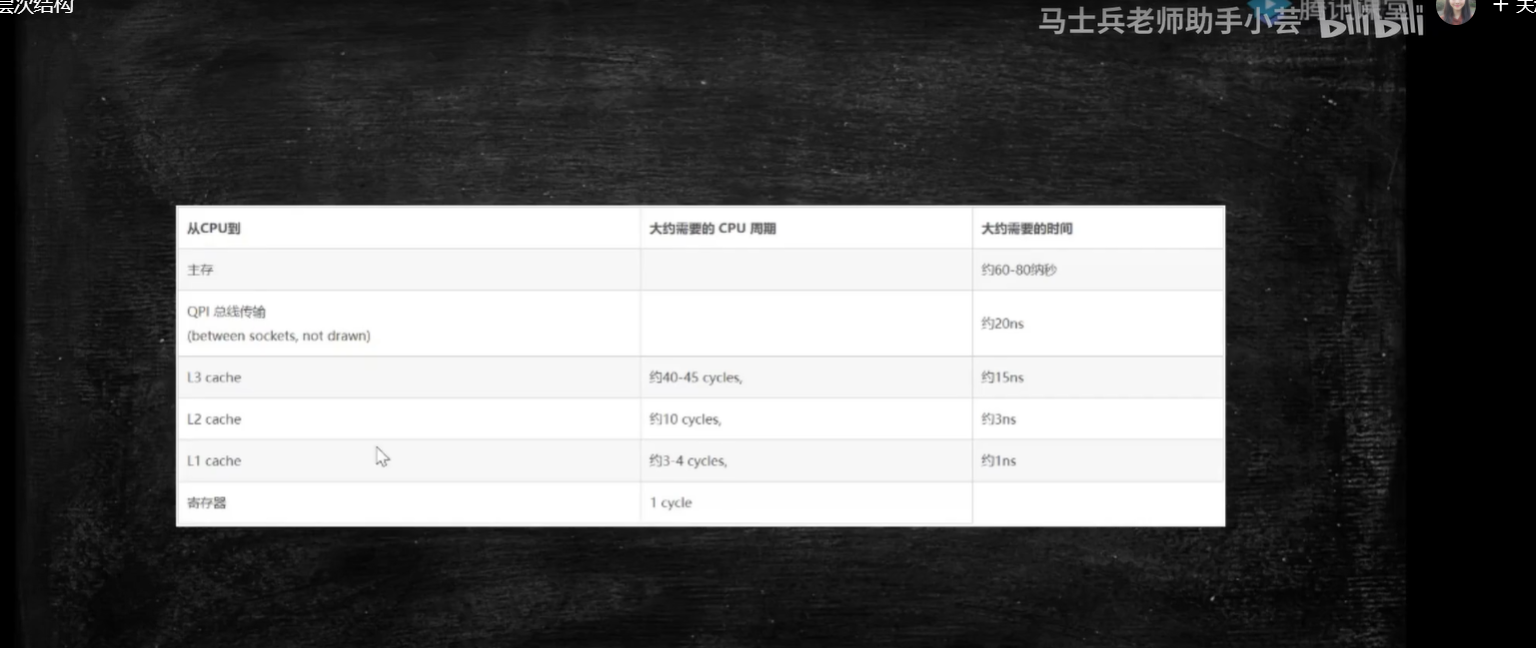 层次结构
马士兵老师助手小芸 bilibili
腾讯课堂
从CPU到 大约需要的 CPU 周期 大约需要的时间
主存 约60-80纳秒
QPI 总线传输
(between sockets, not drawn) 约20ns
L3 cache 约40-45 cycles, 约15ns
L2 cache 约10 cycles, 约3ns
L1 cache 约3-4 cycles, 约1ns
寄存器 1 cycle